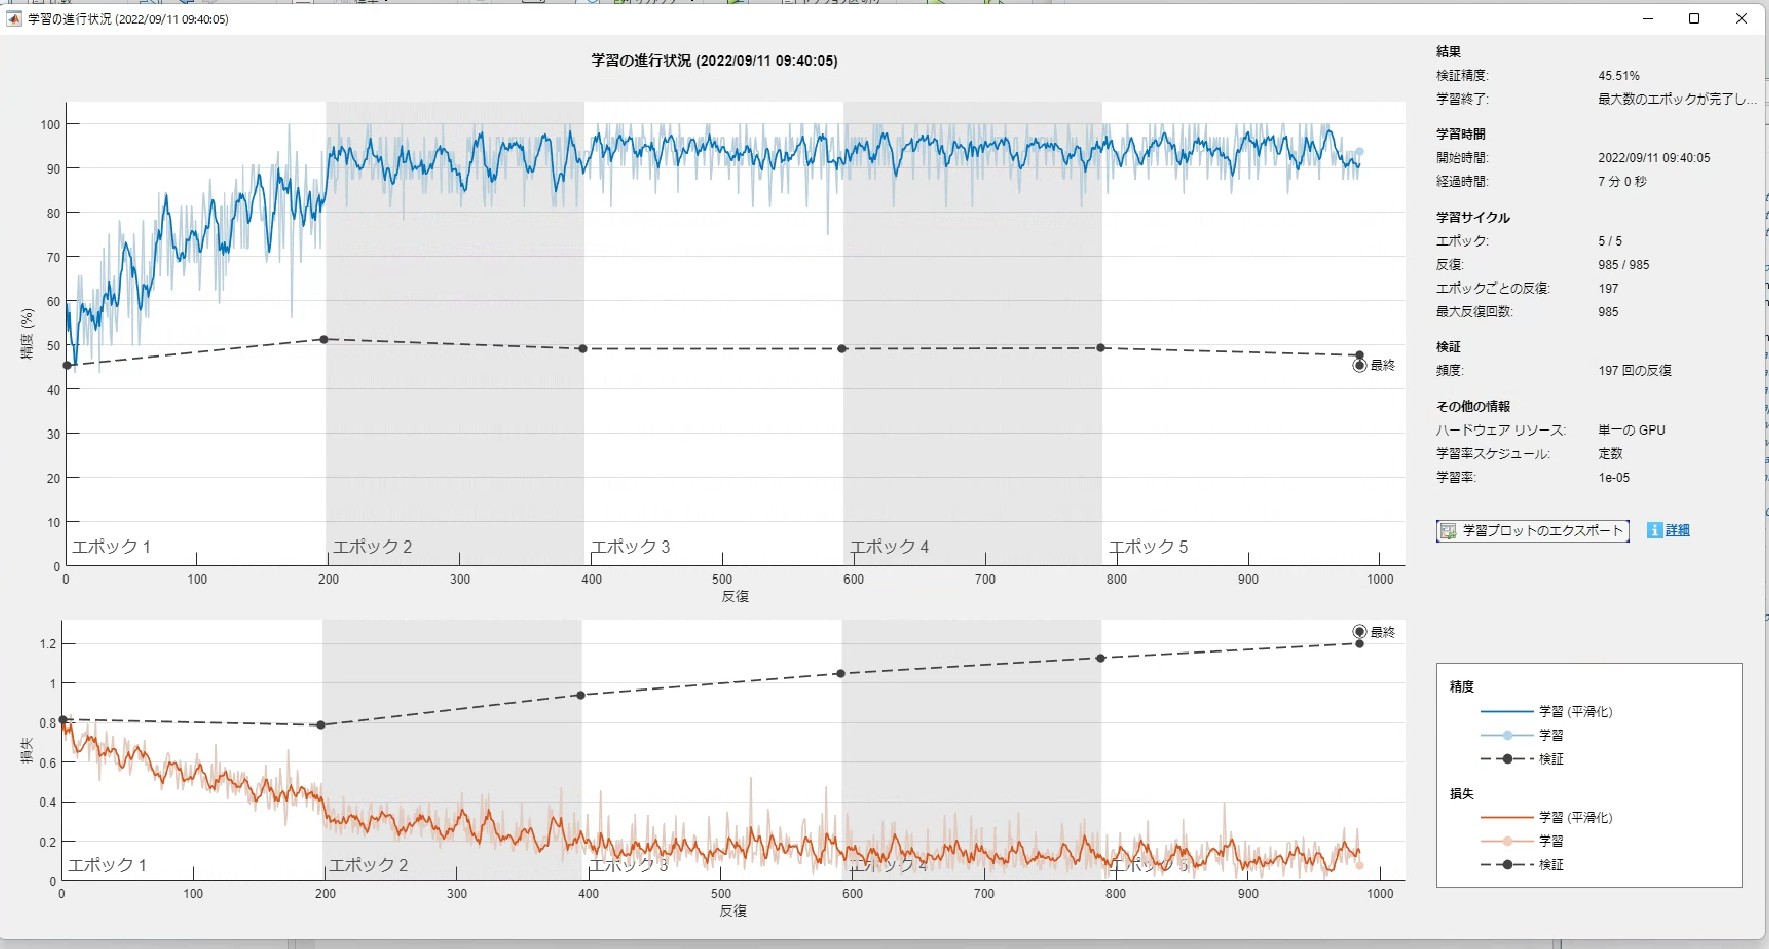 学習の進行状況 (2022/09/11 09:40:05)
学習の進行状況 (2022/09/11 09:40:05)
精度 (%)
100
90
80
70
60
50
40
30
20
10
0
最終
エポック 1
エポック 2
エポック 3
エポック 4
エポック 5
0 100 200 300 400 500 600 700 800 900 1000
反復
損失
1.2
1
0.8
0.6
0.4
0.2
0
最終
エポック 1
エポック 2
エポック 3
エポック 4
エポック 5
0 100 200 300 400 500 600 700 800 900 1000
反復
結果
検証精度: 45.51%
学習終了: 最大数のエポックが完了し...
学習時間
開始時間: 2022/09/11 09:40:05
経過時間: 7 分 0 秒
学習サイクル
エポック: 5 / 5
反復: 985 / 985
エポックごとの反復: 197
最大反復回数: 985
検証
頻度: 197 回の反復
その他の情報
ハードウェア リソース: 単一の GPU
学習率スケジュール: 定数
学習率: 1e-05
学習プロットのエクスポート
詳細
精度
学習 (平滑化)
学習
検証
損失
学習 (平滑化)
学習
検証